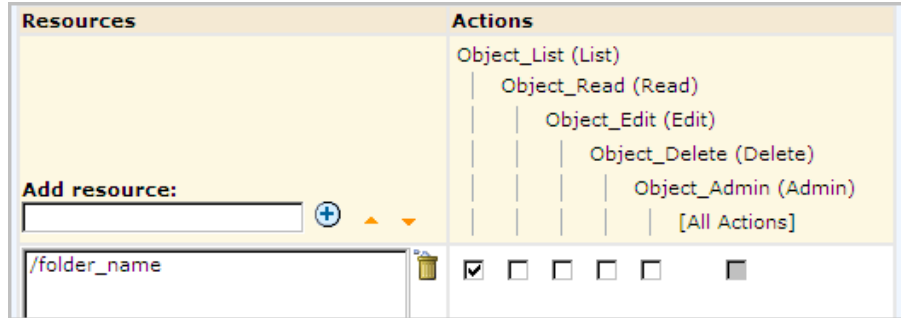 Resources
Actions
Object_List (List)
Object_Read (Read)
Object_Edit (Edit)
Object_Delete (Delete)
Object_Admin (Admin)
[All Actions]
Add resource:
/folder_name